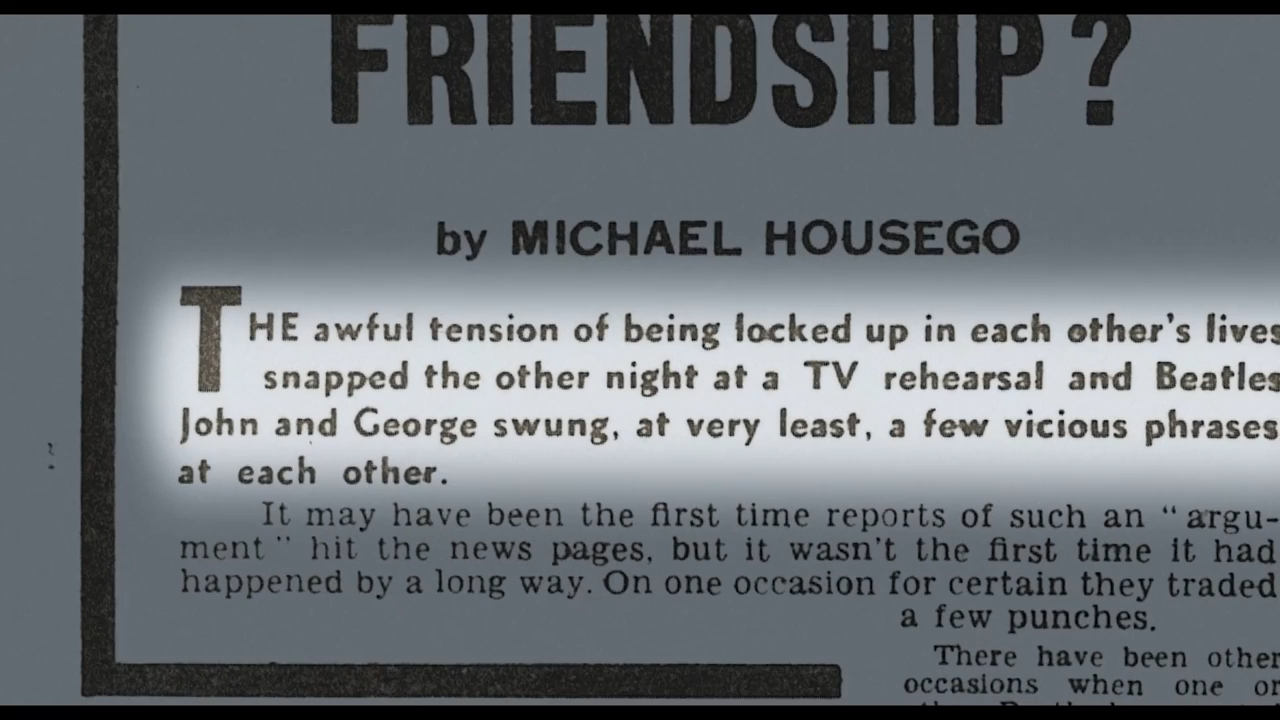 FRIENDSHIP?
by MICHAEL HOUSEGO
THE awful tension of being locked up in each other's lives
snapped the other night at a TV rehearsal and Beatles
John and George swung, at very least, a few vicious phrases
at each other.
It may have been the first time reports of such an “argu-
ment” hit the news pages, but it wasn't the first time it had
happened by a long way. On one occasion for certain they traded
a few punches.
There have been other
occasions when one or